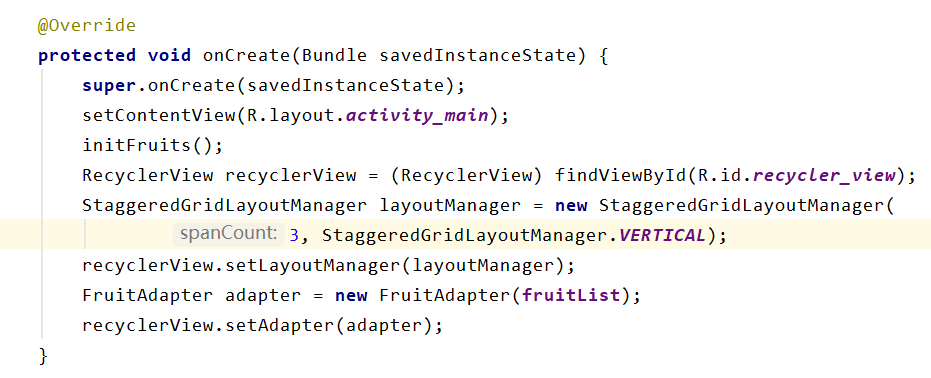 @Override
protected void onCreate(Bundle savedInstanceState) {
super.onCreate(savedInstanceState);
setContentView(R.layout.activity_main);
initFruits();
RecyclerView recyclerView = (RecyclerView) findViewById(R.id.recycler_view);
StaggeredGridLayoutManager layoutManager = new StaggeredGridLayoutManager(
spanCount: 3, StaggeredGridLayoutManager.VERTICAL);
recyclerView.setLayoutManager(layoutManager);
FruitAdapter adapter = new FruitAdapter(fruitList);
recyclerView.setAdapter(adapter);
}